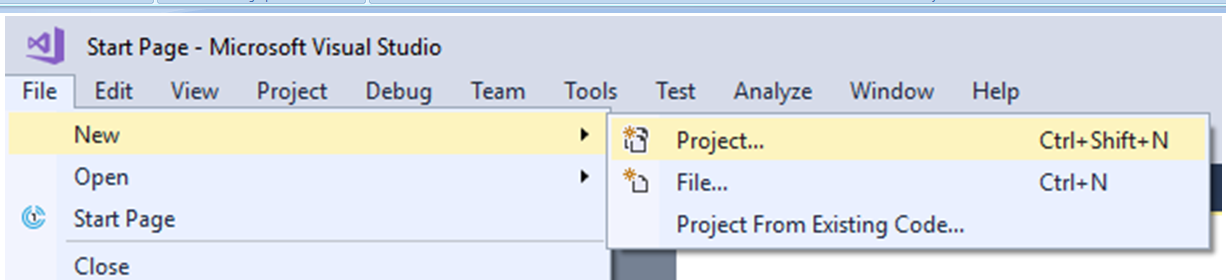 Start Page - Microsoft Visual Studio
File Edit View Project Debug Team Tools Test Analyze Window Help
New
Project... Ctrl+Shift+N
Open
File... Ctrl+N
Start Page
Project From Existing Code...
Close